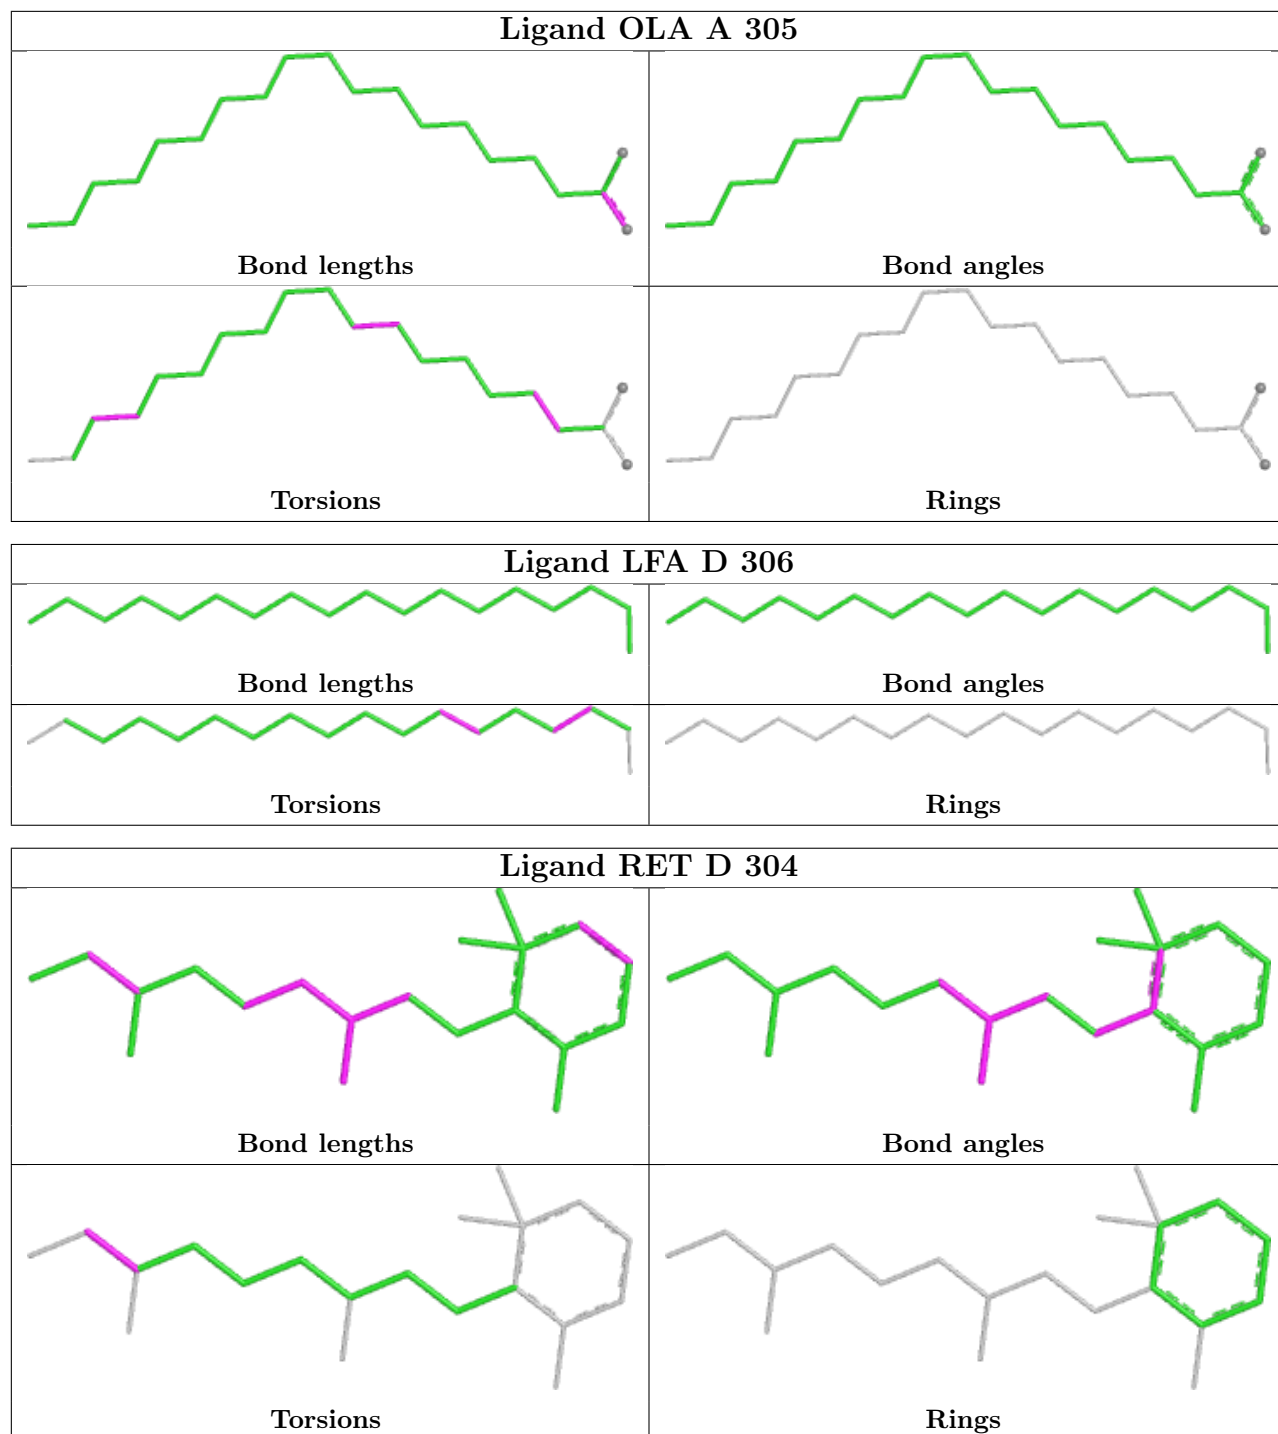 Ligand OLA A 305
Bond lengths
Bond angles
Torsions
Rings
Ligand LFA D 306
Bond lengths
Bond angles
Torsions
Rings
Ligand RET D 304
Bond lengths
Bond angles
Torsions
Rings